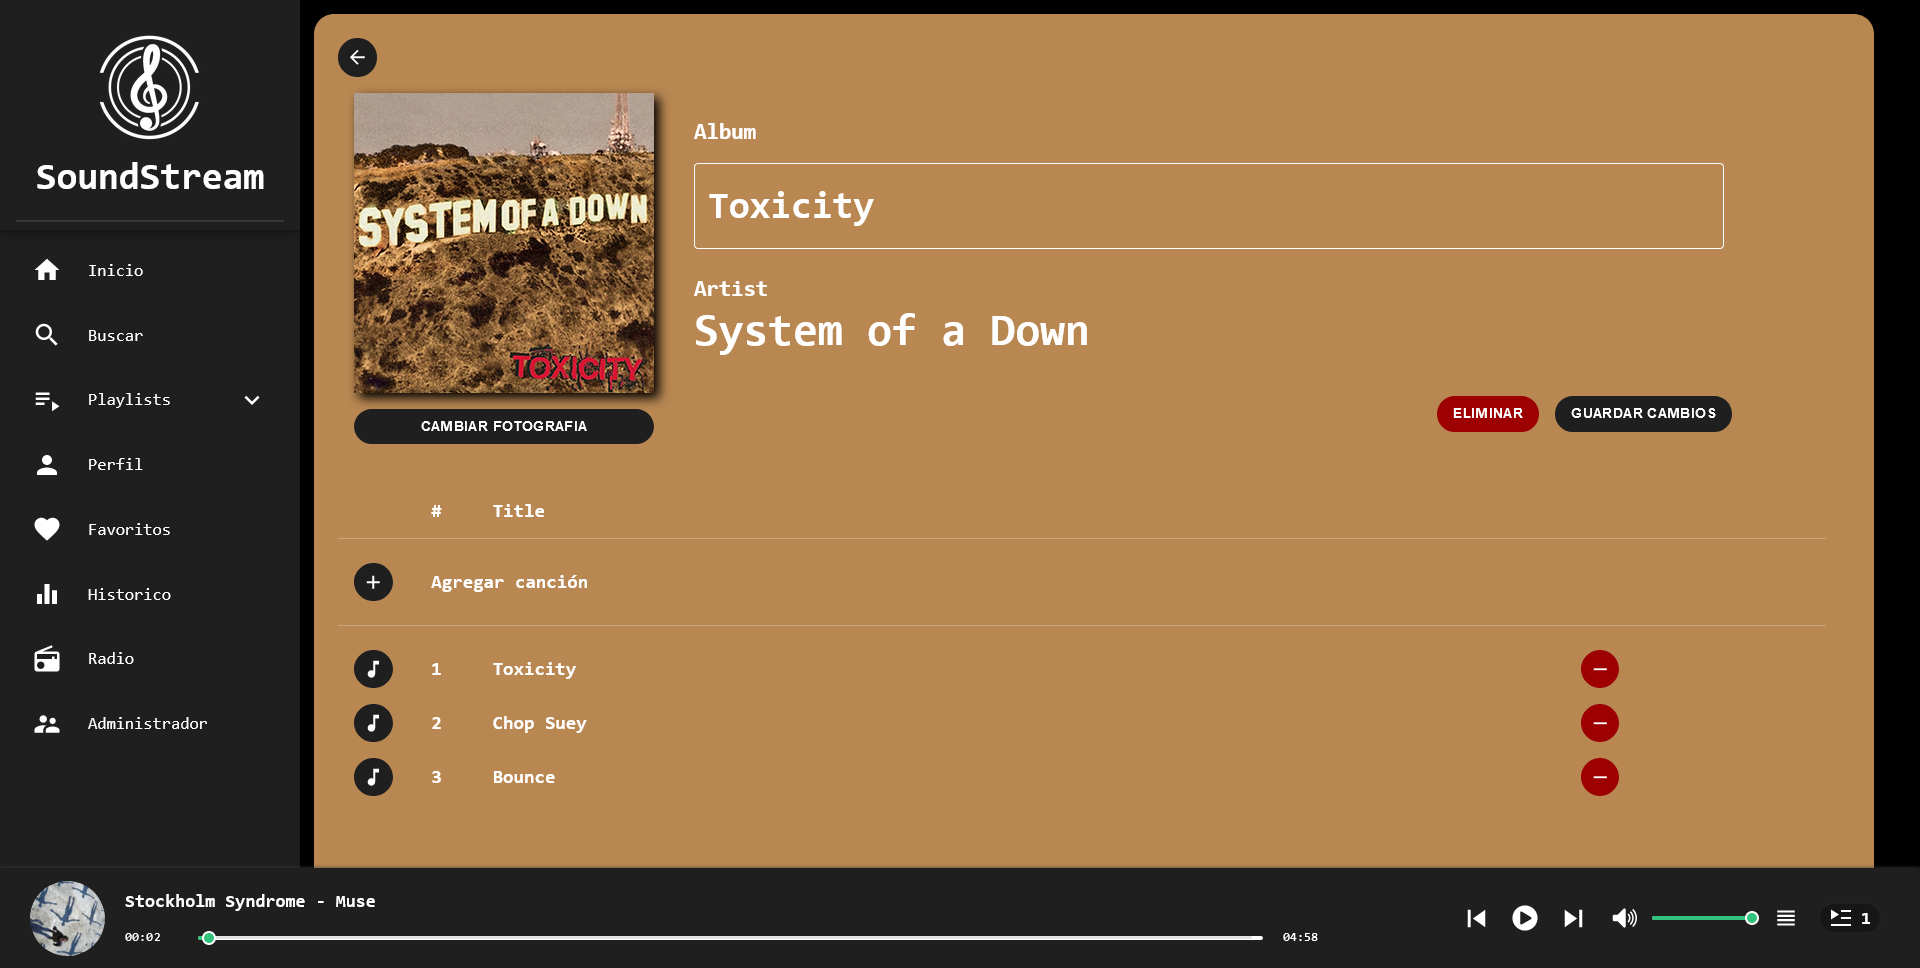 SoundStream
Inicio
Buscar
Playlists
Perfil
Favoritos
Historico
Radio
Administrador
SYSTEM OF A DOWN
TOXICITY
CAMBIAR FOTOGRAFIA
Album
Toxicity
Artist
System of a Down
ELIMINAR
GUARDAR CAMBIOS
# Title
Agregar canción
1 Toxicity
2 Chop Suey
3 Bounce
Stockholm Syndrome - Muse
00:02
04:58
1